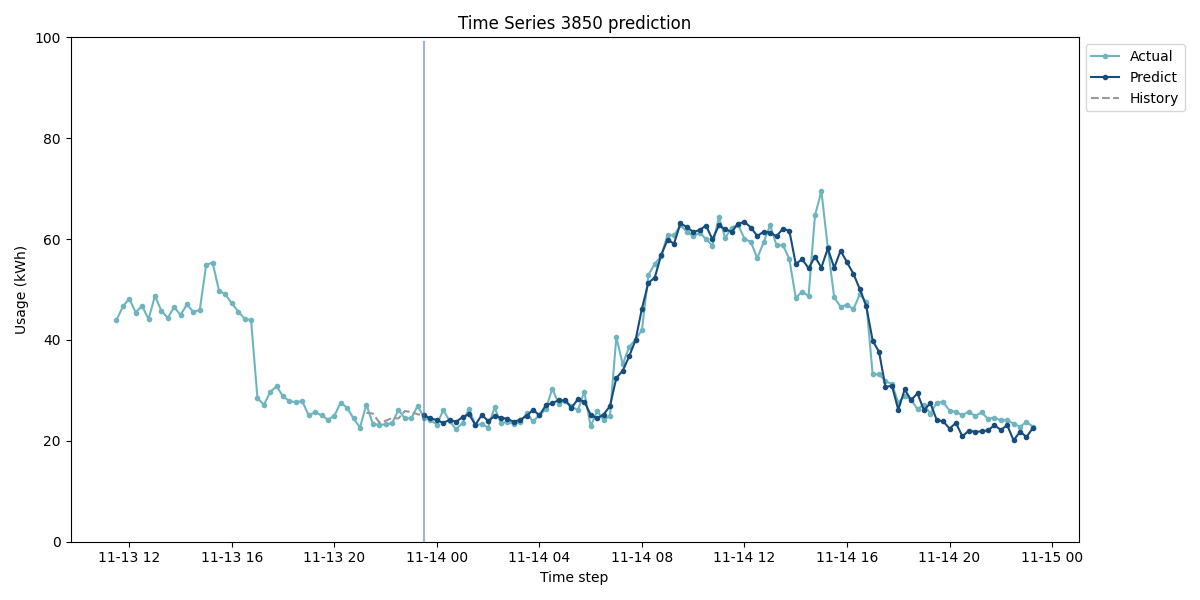 Time Series 3850 prediction
100
80
60
40
20
0
Usage (kWh)
11-13 12
11-13 16
11-13 20
11-14 00
11-14 04
11-14 08
11-14 12
11-14 16
11-14 20
11-15 00
Time step
Actual
Predict
History